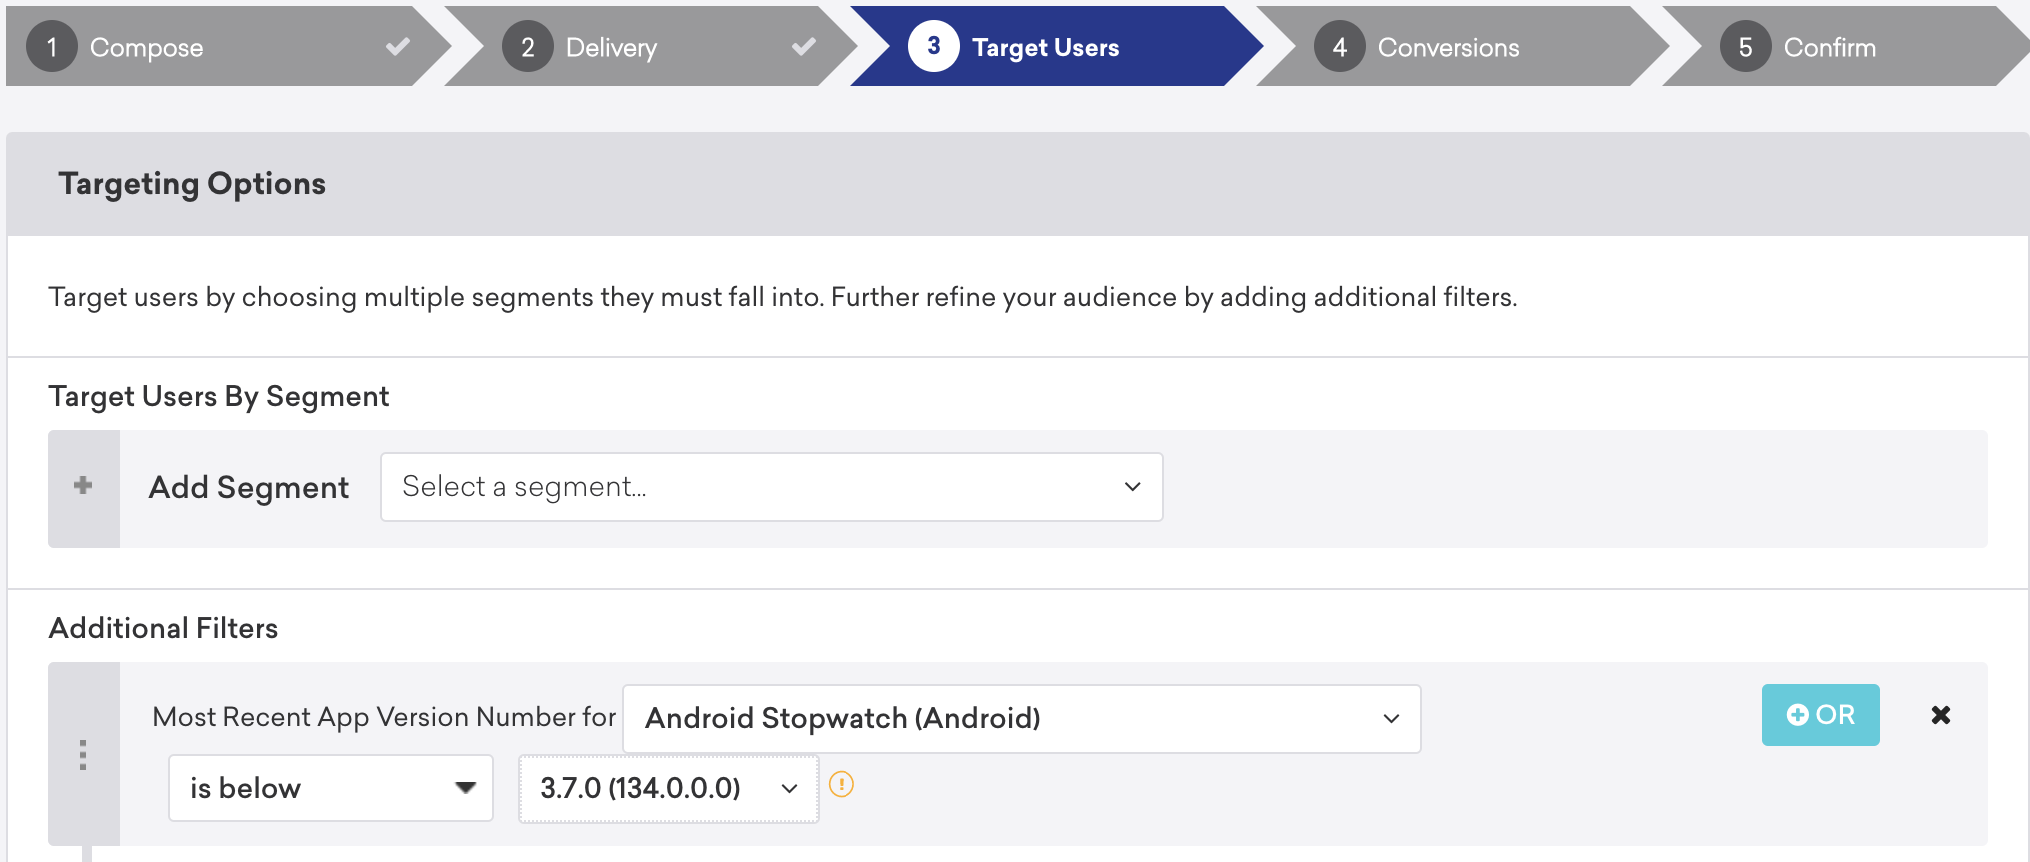 1 Compose 2 Delivery 3 Target Users 4 Conversions 5 Confirm
Targeting Options
Target users by choosing multiple segments they must fall into. Further refine your audience by adding additional filters.
Target Users By Segment
Add Segment Select a segment...
Additional Filters
Most Recent App Version Number for Android Stopwatch (Android) OR
is below 3.7.0 (134.0.0.0)